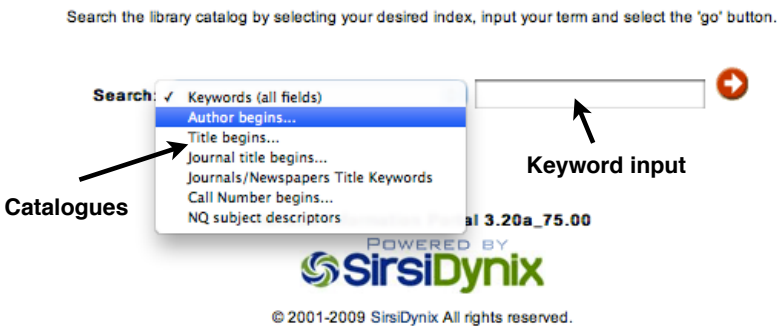 Search the library catalog by selecting your desired index, input your term and select the 'go' button.
Search: ✓ Keywords (all fields)
Author begins...
Title begins...
Journal title begins...
Journals/Newspapers Title Keywords
Call Number begins...
NQ subject descriptors
Keyword input
Catalogues
Portal 3.20a_75.00
POWERED BY
SirsiDynix
© 2001-2009 SirsiDynix All rights reserved.